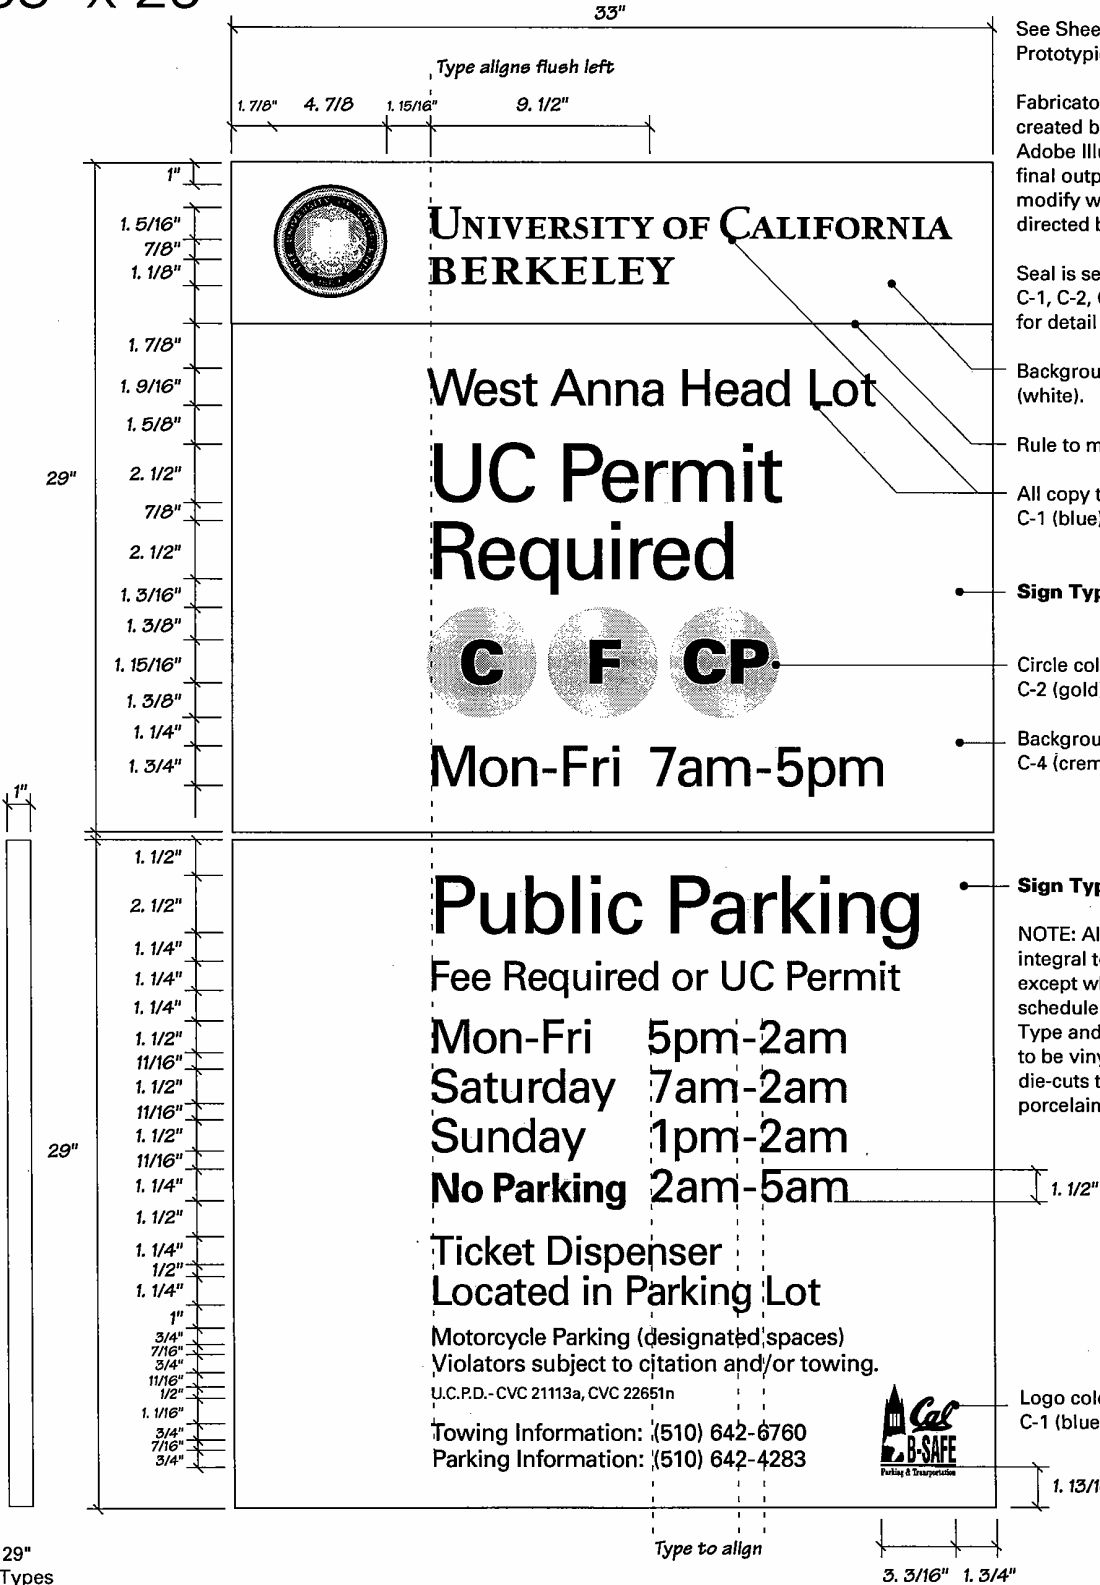 33"
Type aligns flush left
1. 7/8" 4. 7/8 1. 15/16" 9. 1/2"
1"
1. 5/16"
7/8"
1. 1/8"
1. 7/8"
1. 9/16"
1. 5/8"
2. 1/2"
7/8"
2. 1/2"
1. 3/16"
1. 3/8"
1. 15/16"
1. 3/8"
1. 1/4"
1. 3/4"
29"
UNIVERSITY OF CALIFORNIA
BERKELEY
West Anna Head Lot
UC Permit
Required
C F CP
Mon-Fri 7am-5pm
1"
1. 1/2"
2. 1/2"
1. 1/4"
1. 1/4"
1. 1/4"
1. 1/2"
11/16"
1. 1/2"
11/16"
1. 1/2"
11/16"
1. 1/4"
1. 1/2"
1. 1/4"
1/2"
1. 1/4"
1"
3/4"
7/16"
3/4"
11/16"
1/2"
1. 1/16"
3/4"
7/16"
3/4"
29"
Public Parking
Fee Required or UC Permit
Mon-Fri 5pm-2am
Saturday 7am-2am
Sunday 1pm-2am
No Parking 2am-5am
Ticket Dispenser
Located in Parking Lot
Motorcycle Parking (designated spaces)
Violators subject to citation and/or towing.
U.C.P.D.- CVC 21113a, CVC 22651n
Towing Information: (510) 642-6760
Parking Information: (510) 642-4283
Cal
B-SAFE
Parking & Transportation
Type to align
3. 3/16" 1. 3/4"
29"
Types
See
Fabricato
created b
Adobe
final
modify w
directed b
Seal is
C-1, C-2,
for detail
(white).
Rule to m
All copy t
C-1 (blue)
Sign Typ
Circle col
C-2 (gold
C-4 (crem
Sign Typ
NOTE: Al
integral t
except w
schedule
Type and
to be viny
die-cuts t
porcelain
1. 1/2"
Logo col
C-1 (blue
1. 13/1